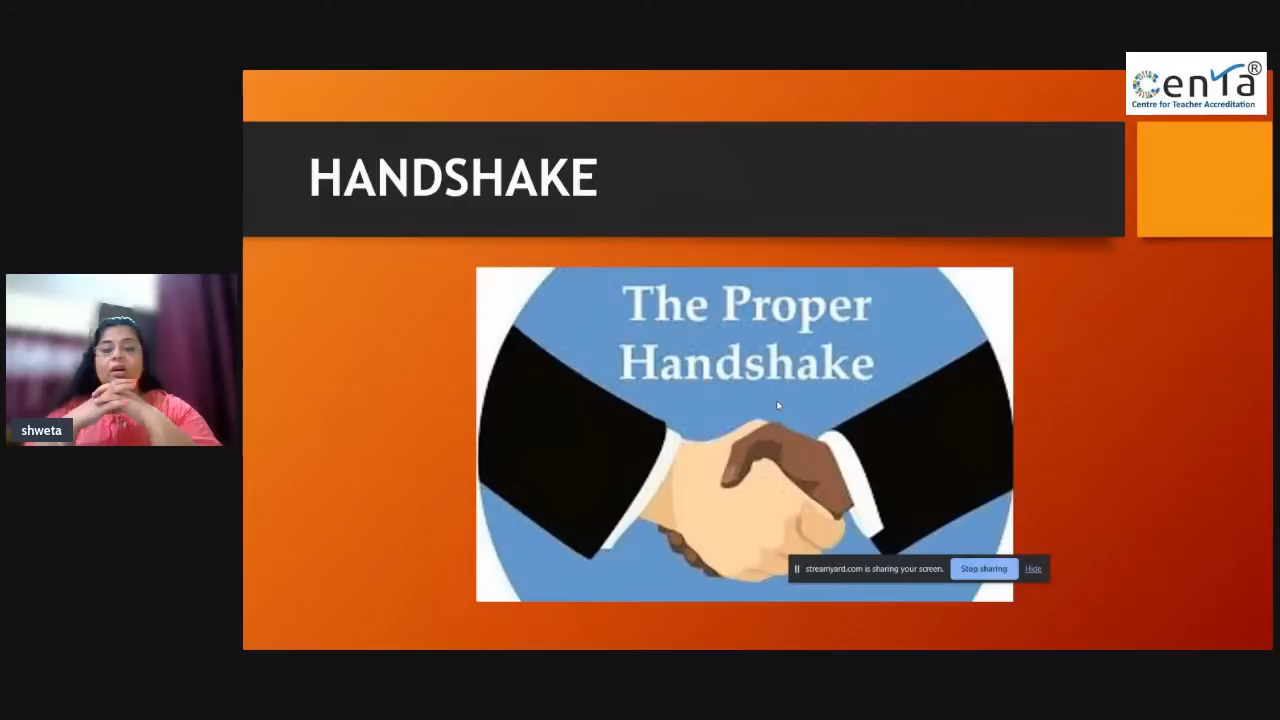 CENTA®
Centre for Teacher Accreditation
HANDSHAKE
The Proper
Handshake
shweta
streamyard.com is sharing your screen. Stop sharing Hide